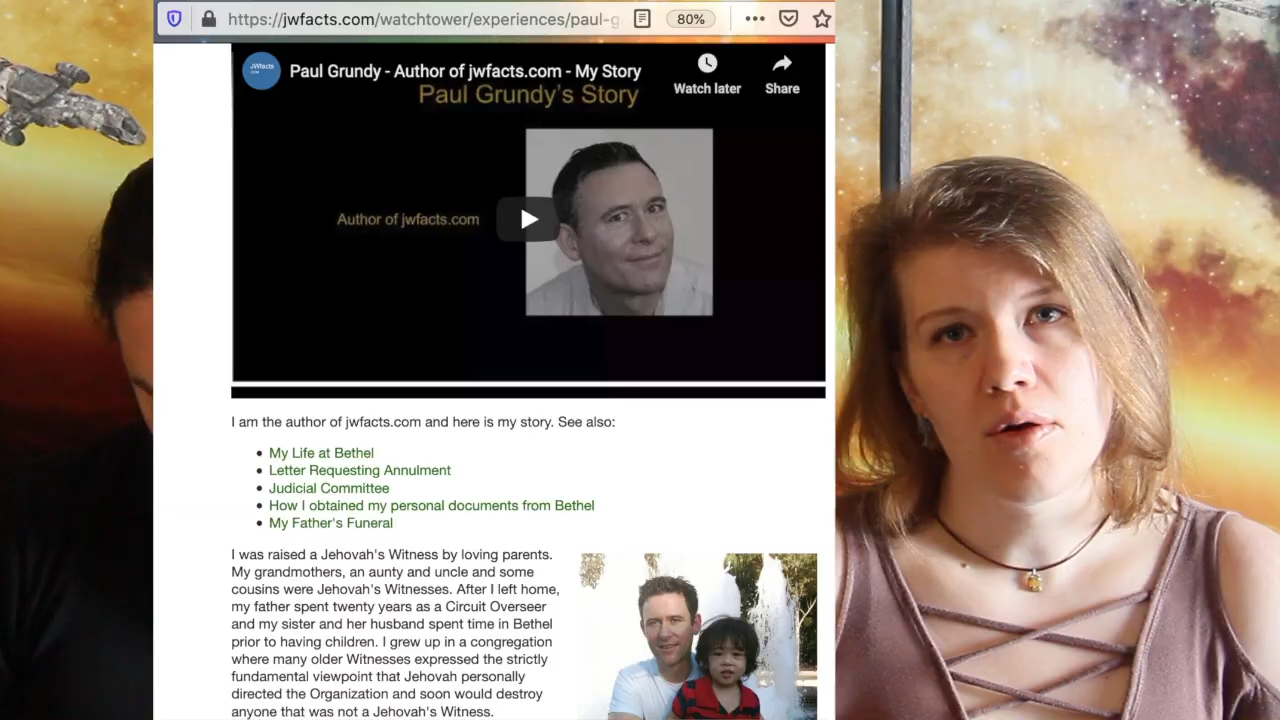 https://jwfacts.com/watchtower/experiences/paul-g
80%
JWfacts
.COM
Paul Grundy - Author of jwfacts.com - My Story
Watch later
Share
Paul Grundy's Story
Author of jwfacts.com
I am the author of jwfacts.com and here is my story. See also:
• My Life at Bethel
• Letter Requesting Annulment
• Judicial Committee
• How I obtained my personal documents from Bethel
• My Father's Funeral
I was raised a Jehovah's Witness by loving parents.
My grandmothers, an aunty and uncle and some
cousins were Jehovah's Witnesses. After I left home,
my father spent twenty years as a Circuit Overseer
and my sister and her husband spent time in Bethel
prior to having children. I grew up in a congregation
where many older Witnesses expressed the strictly
fundamental viewpoint that Jehovah personally
directed the Organization and soon would destroy
anyone that was not a Jehovah's Witness.